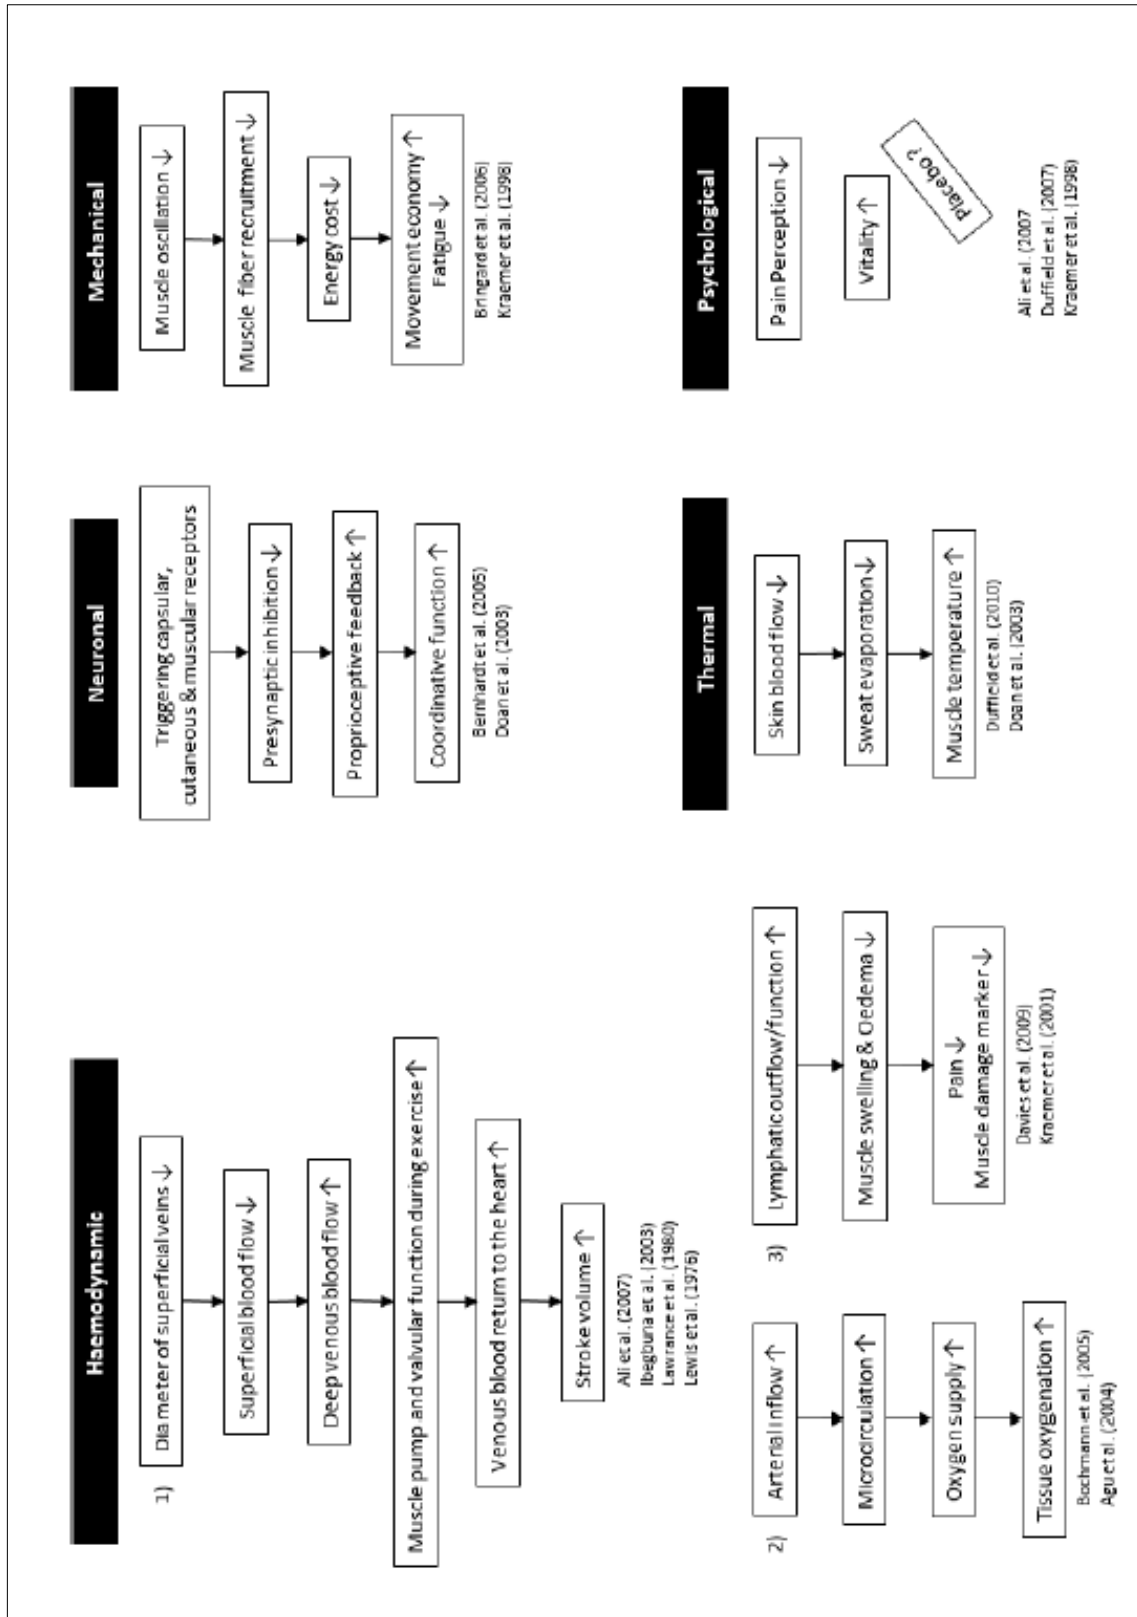 Haemodynamic
1)
Diameter of superficial veins ↓
Superficial blood flow ↓
Deep venous blood flow ↑
Muscle pump and valvular function during exercise ↑
Venous blood return to the heart ↑
Stroke volume ↑
Ali et al. (2007)
Ibegbuna et al. (2003)
Lawrance et al. (1980)
Lewis et al. (1976)
2)
Arterial inflow ↑
Microcirculation ↑
Oxygen supply ↑
Tissue oxygenation ↑
Bochmann et al. (2005)
Agu et al. (2004)
3)
Lymphatic outflow/function ↑
Muscle swelling & Oedema ↓
Pain ↓
Muscle damage marker ↓
Davies et al. (2009)
Kraemer et al. (2001)
Neuronal
Triggering capsular,
cutaneous & muscular receptors
Presynaptic inhibition ↓
Proprioceptive feedback ↑
Coordinative function ↑
Bernhardt et al. (2005)
Doan et al. (2003)
Mechanical
Muscle oscillation ↓
Muscle fiber recruitment ↓
Energy cost ↓
Movement economy ↑
Fatigue ↓
Bringard et al. (2006)
Kraemer et al. (1998)
Thermal
Skin blood flow ↓
Sweat evaporation ↓
Muscle temperature ↑
Duffield et al. (2010)
Doan et al. (2003)
Psychological
Pain Perception ↓
Vitality ↑
Placebo ?
Ali et al. (2007
Duffield et al. (2007)
Kraemer et al. (1998)